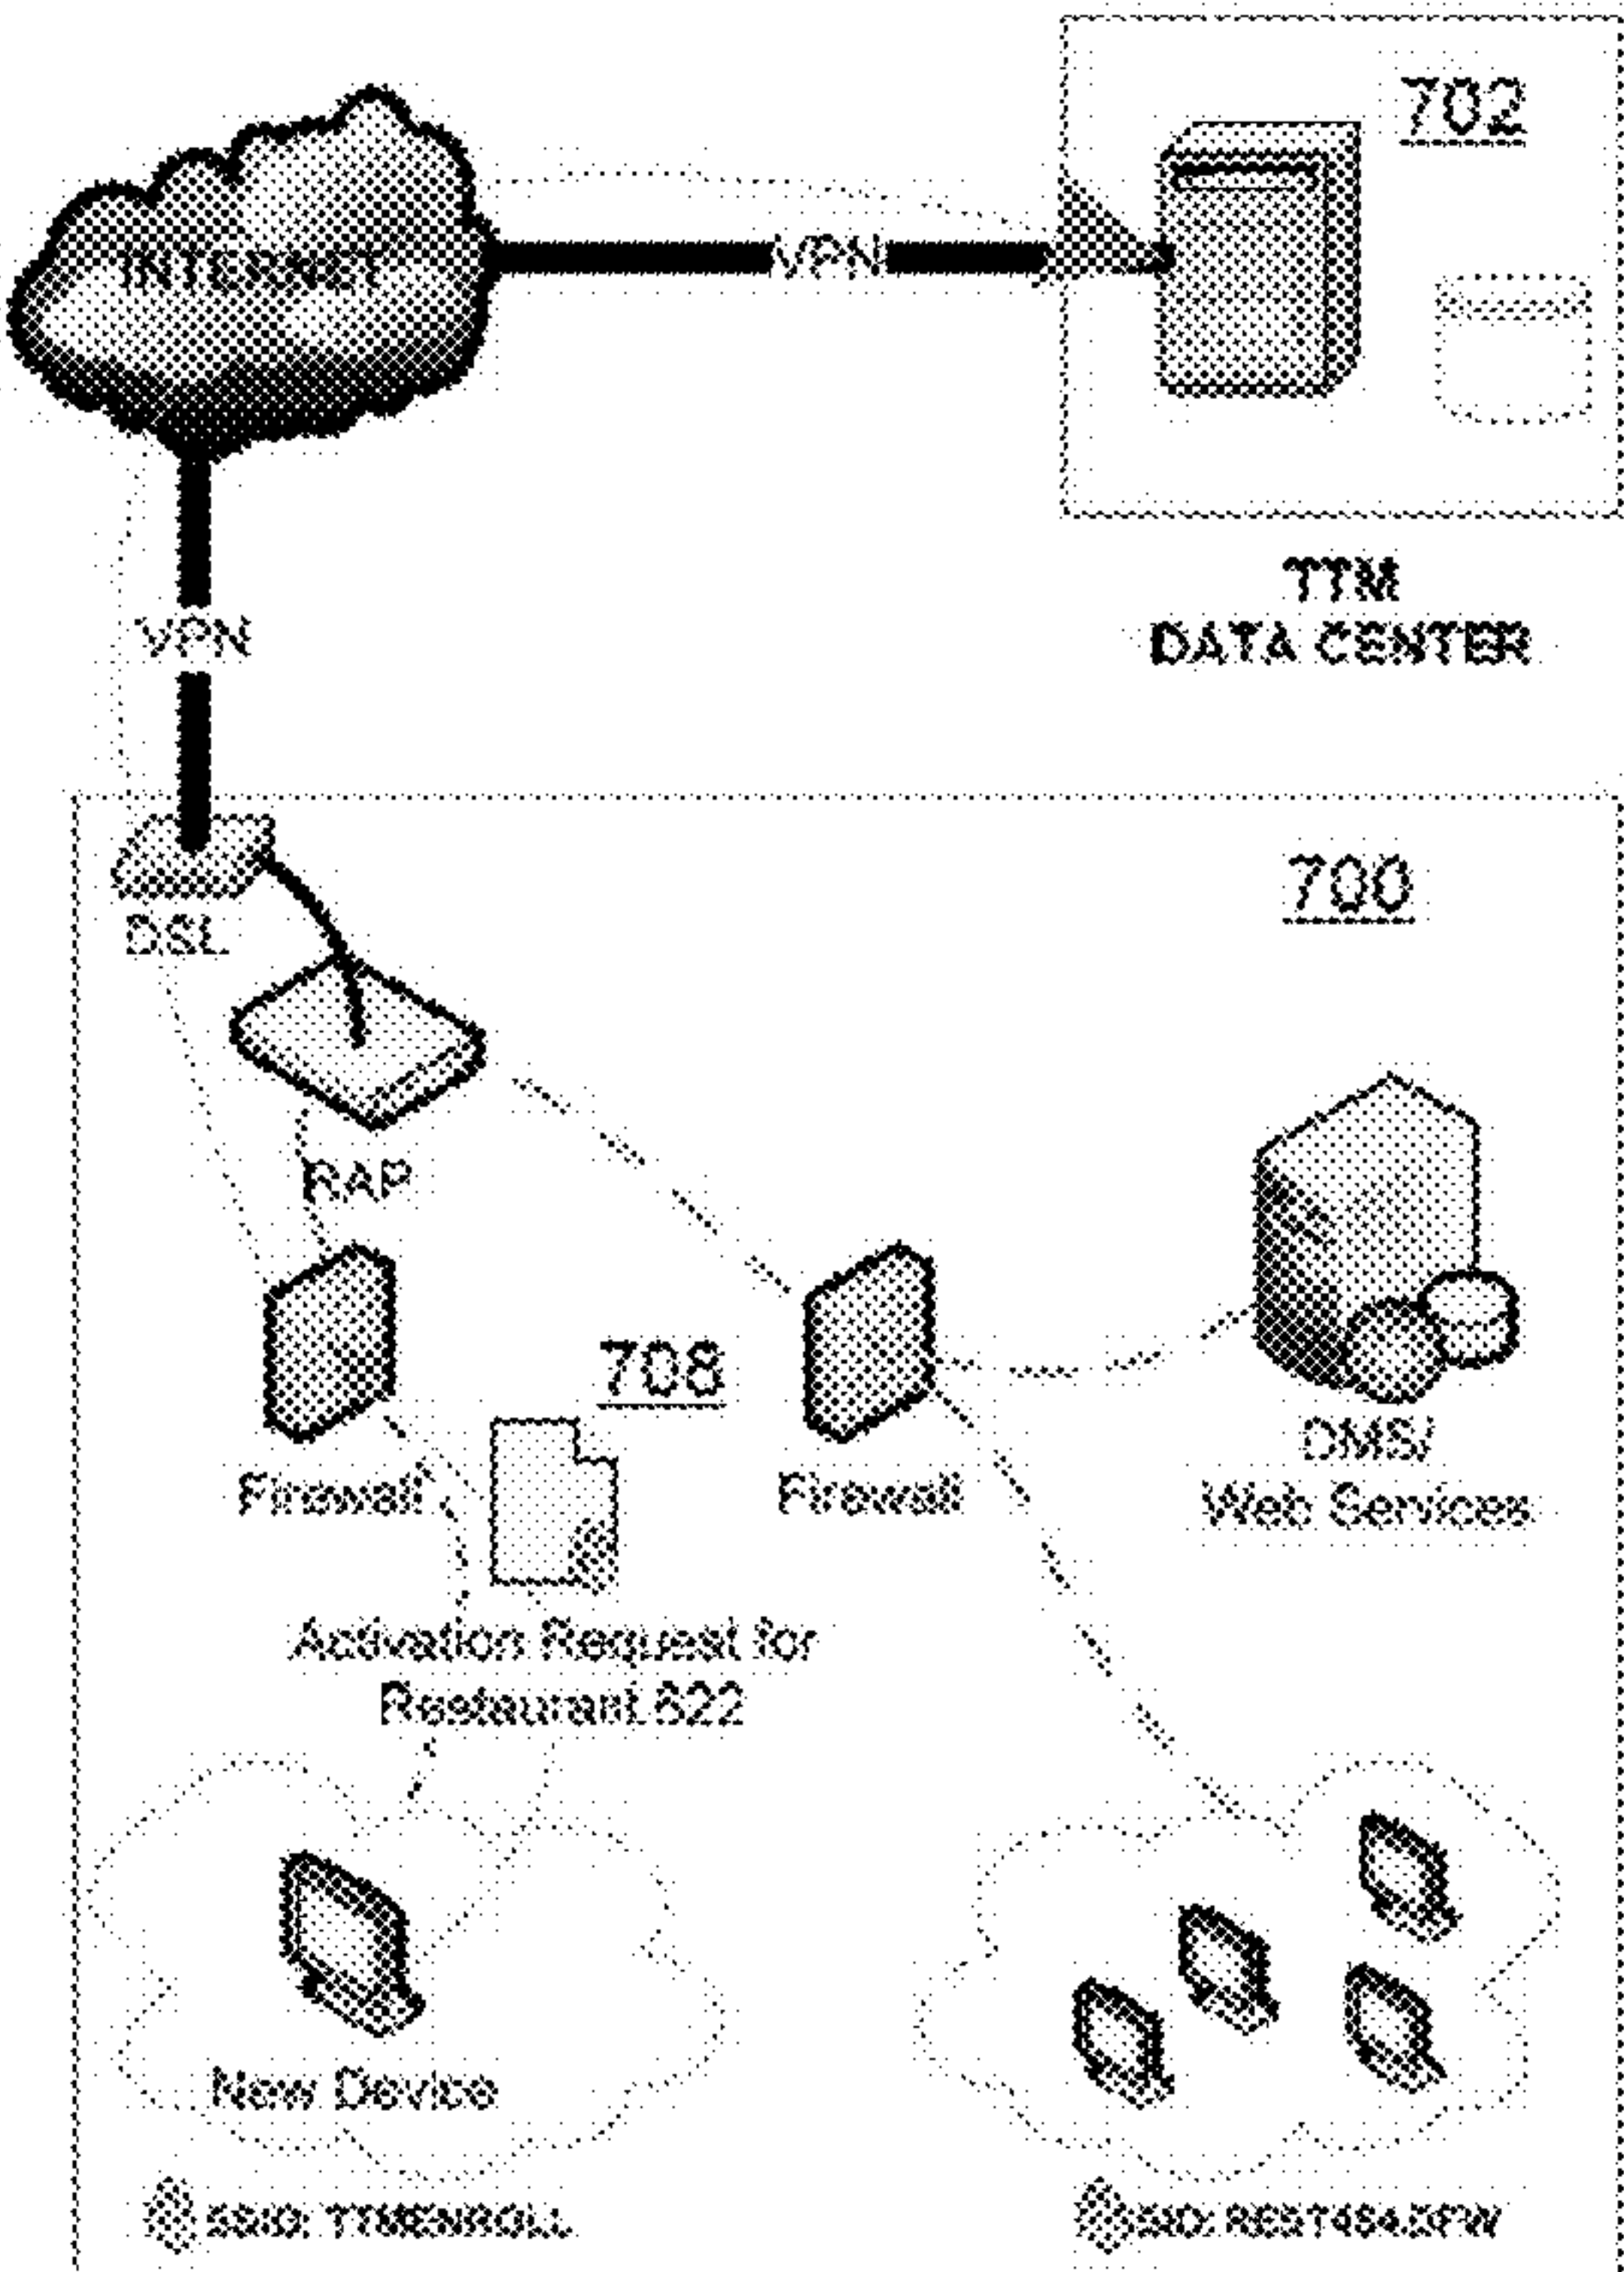 702
INTERNET
VPN
TTM
DATA CENTER
VPN
700
DSL
RAP
708
Firewall
Firewall
DMS/
Web Services
Activation Request for
Restaurant 622
New Device
SSID: TTMENROLL